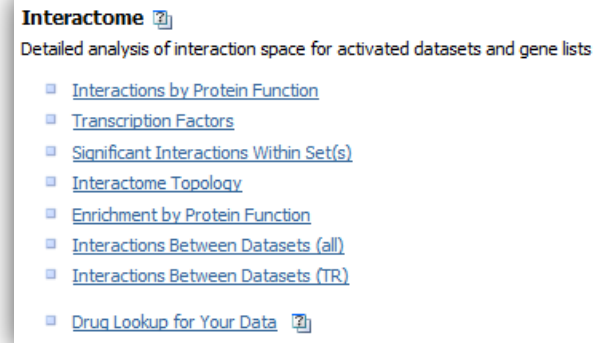 Interactome
Detailed analysis of interaction space for activated datasets and gene lists
Interactions by Protein Function
Transcription Factors
Significant Interactions Within Set(s)
Interactome Topology
Enrichment by Protein Function
Interactions Between Datasets (all)
Interactions Between Datasets (TR)
Drug Lookup for Your Data